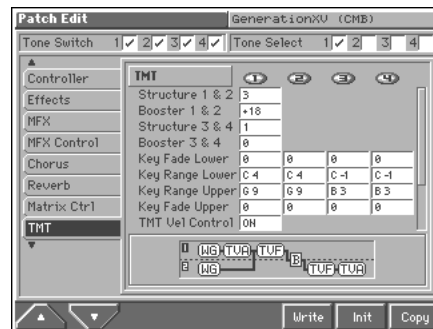 Patch Edit GenerationXV (CMB)
Tone Switch 1 2 3 4 Tone Select 1 2 3 4
Controller
Effects
MFX
MFX Control
Chorus
Reverb
Matrix Ctrl
TMT
TMT 1 2 3 4
Structure 1 & 2 3
Booster 1 & 2 +18
Structure 3 & 4 1
Booster 3 & 4 0
Key Fade Lower 0 0 0 0
Key Range Lower C 4 C 4 C -1 C -1
Key Range Upper G 9 G 9 B 3 B 3
Key Fade Upper 0 0 0 0
TMT Vel Control ON
1 WG TVA TVF B
2 WG TVF TVA
Write Init Copy